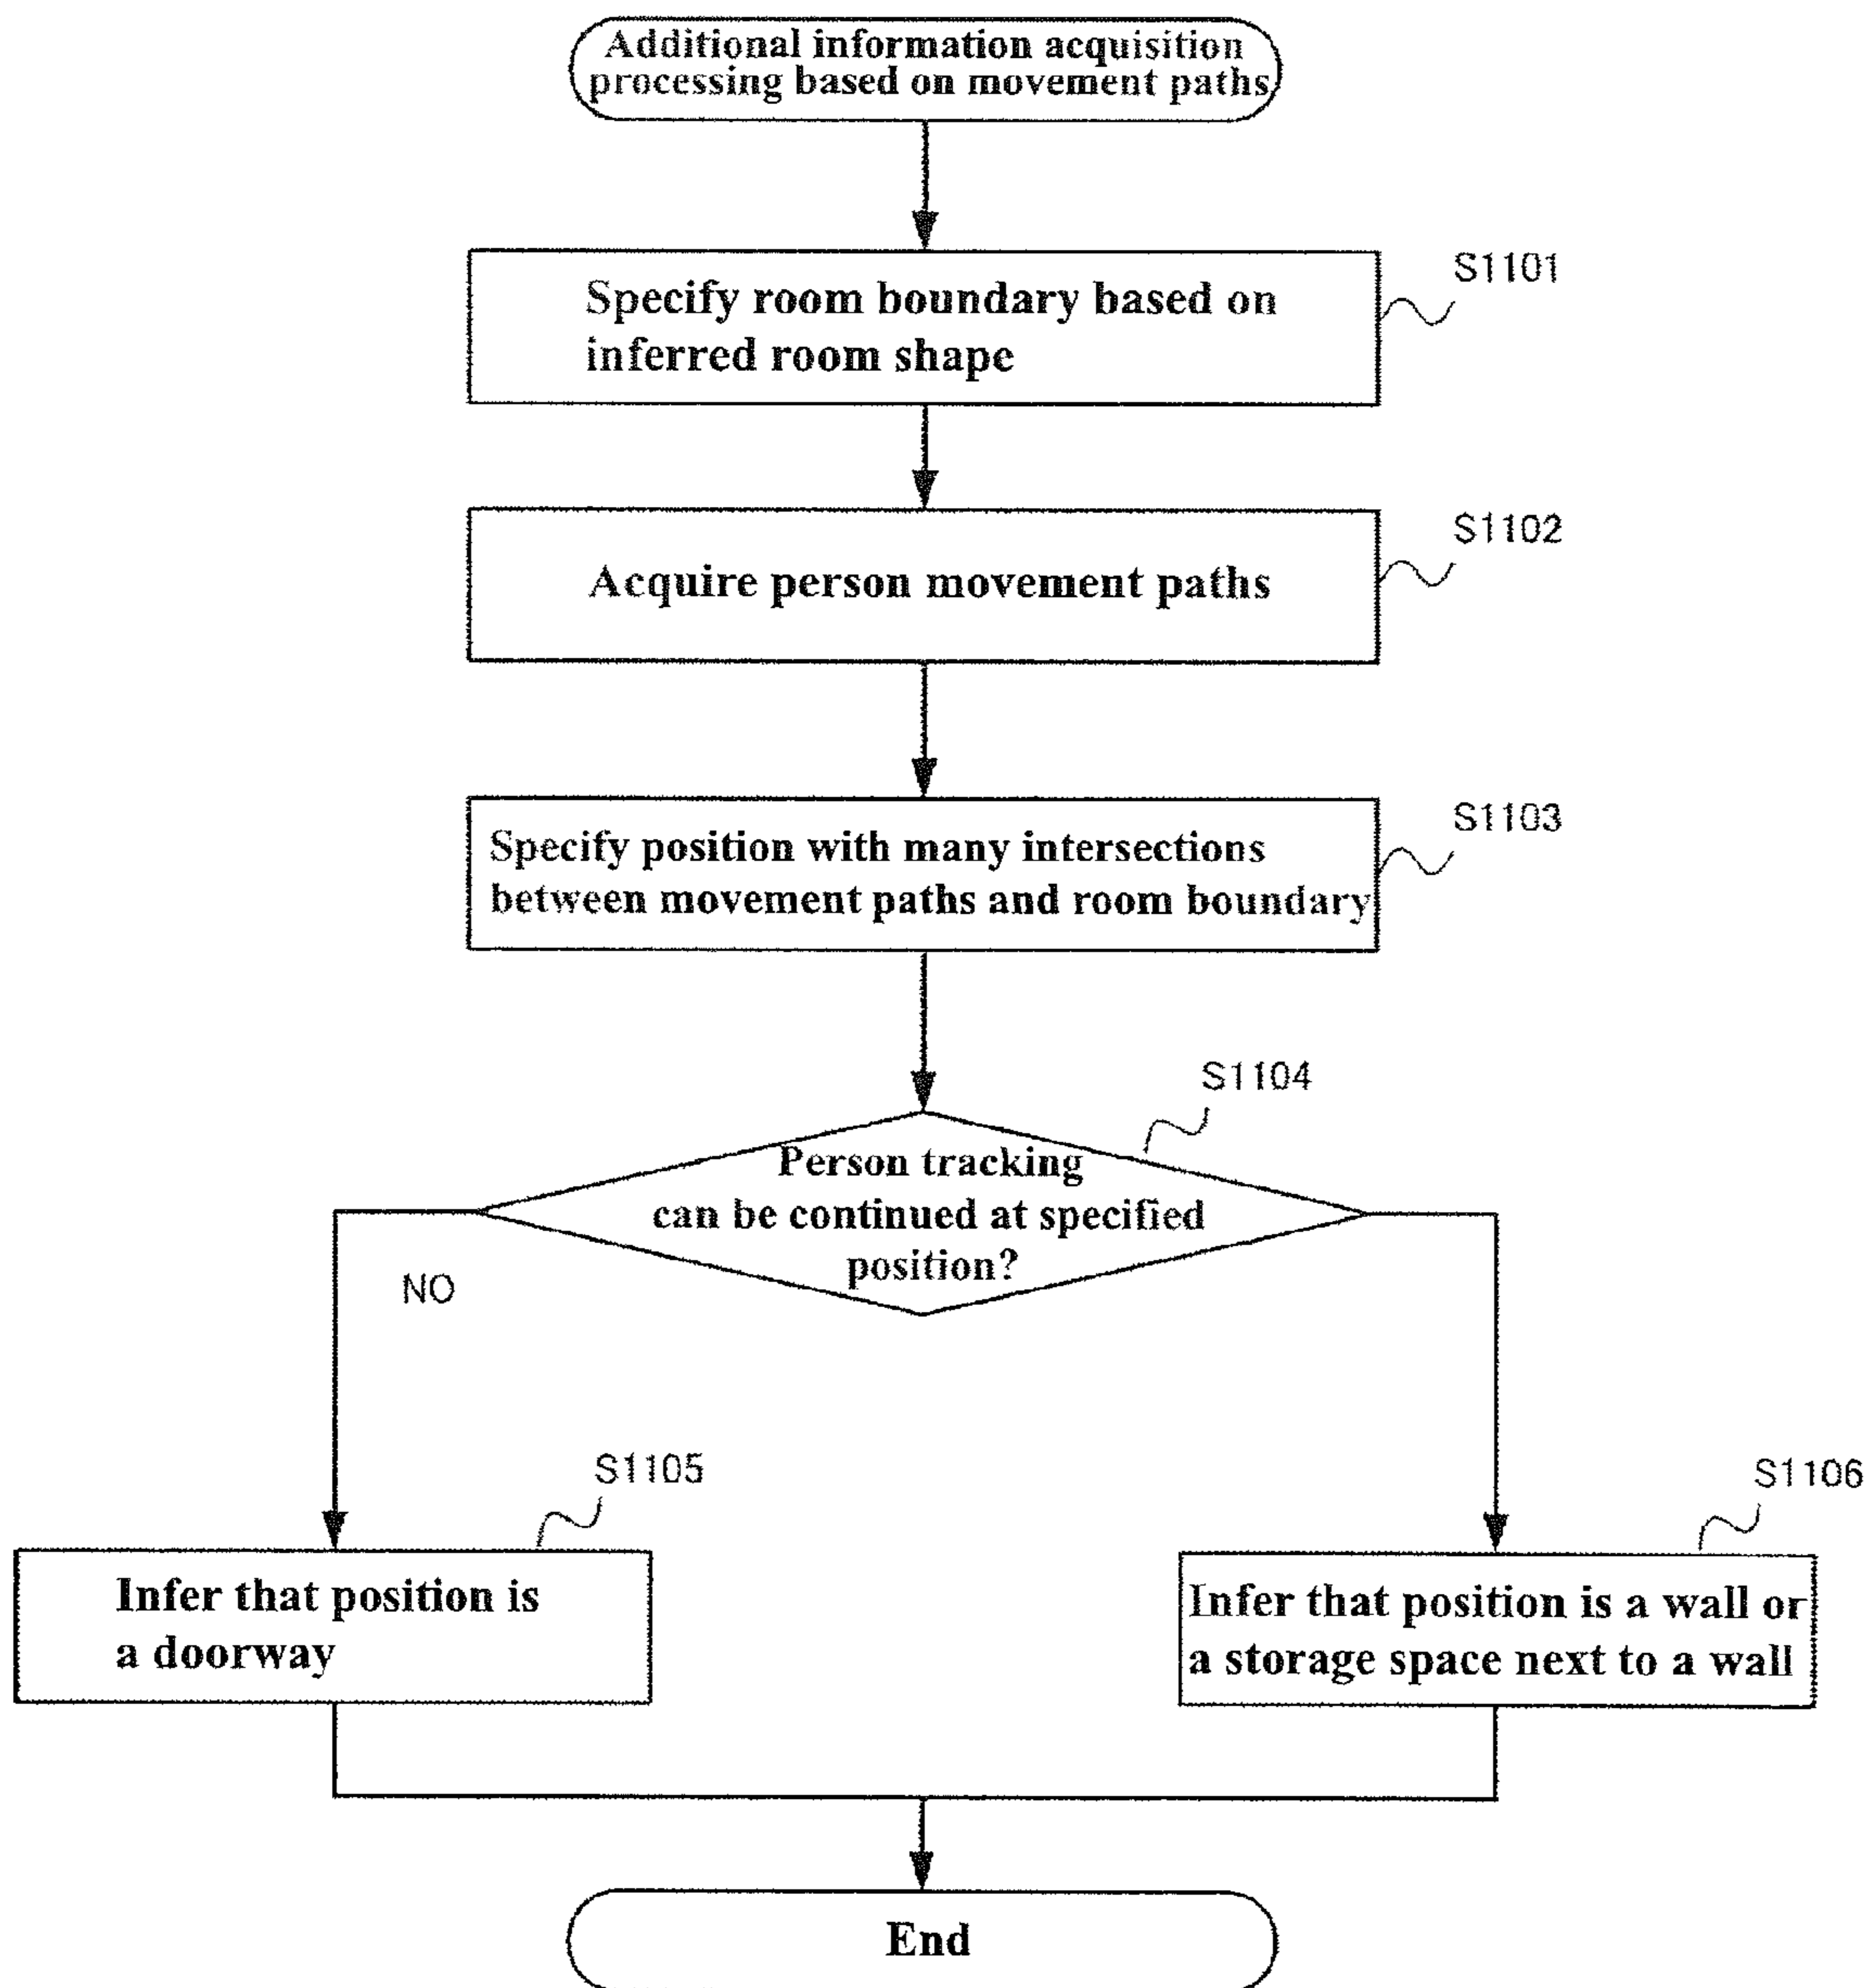 Additional information acquisition
processing based on movement paths
S1101
Specify room boundary based on
inferred room shape
S1102
Acquire person movement paths
S1103
Specify position with many intersections
between movement paths and room boundary
S1104
Person tracking
can be continued at specified
position?
NO
S1105
Infer that position is
a doorway
S1106
Infer that position is a wall or
a storage space next to a wall
End